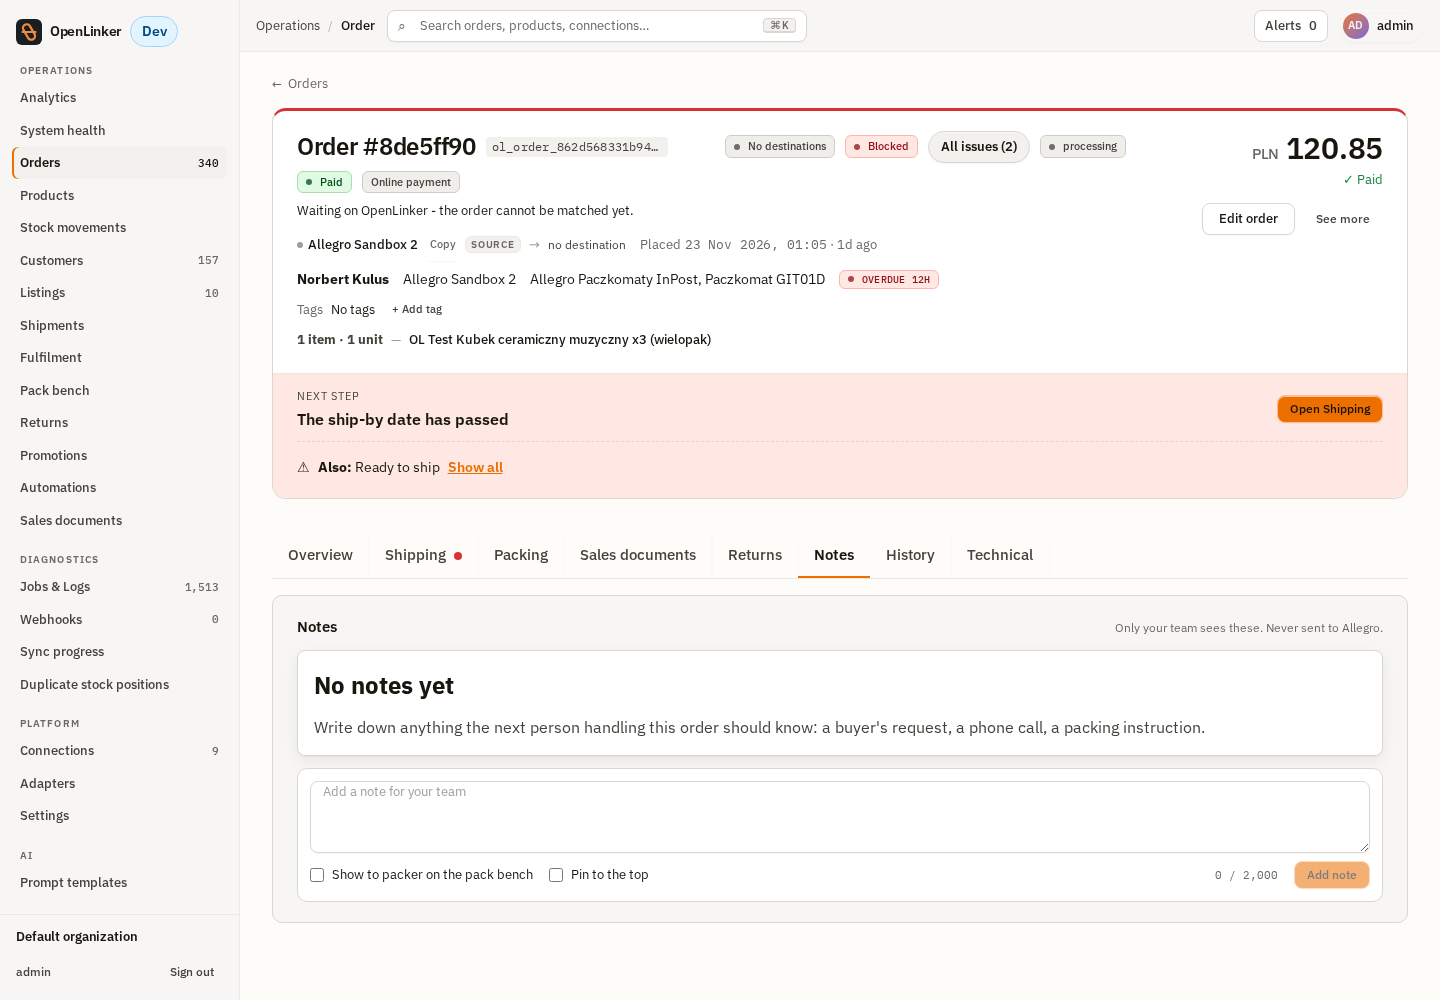 OpenLinker Dev
OPERATIONS
Analytics
System health
Orders 340
Products
Stock movements
Customers 157
Listings 10
Shipments
Fulfilment
Pack bench
Returns
Promotions
Automations
Sales documents
DIAGNOSTICS
Jobs & Logs 1,513
Webhooks 0
Sync progress
Duplicate stock positions
PLATFORM
Connections 9
Adapters
Settings
AI
Prompt templates
Default organization
admin Sign out
Operations / Order
Search orders, products, connections… ⌘K
Alerts 0
AD admin
← Orders
Order #8de5ff90 ol_order_862d568331b94… No destinations Blocked All issues (2) processing
Paid Online payment
PLN 120.85
✓ Paid
Waiting on OpenLinker - the order cannot be matched yet.
Edit order See more
Allegro Sandbox 2 Copy SOURCE → no destination Placed 23 Nov 2026, 01:05 · 1d ago
Norbert Kulus Allegro Sandbox 2 Allegro Paczkomaty InPost, Paczkomat GIT01D OVERDUE 12H
Tags No tags + Add tag
1 item · 1 unit — OL Test Kubek ceramiczny muzyczny x3 (wielopak)
NEXT STEP
The ship-by date has passed
Open Shipping
⚠ Also: Ready to ship Show all
Overview Shipping Packing Sales documents Returns Notes History Technical
Notes
Only your team sees these. Never sent to Allegro.
No notes yet
Write down anything the next person handling this order should know: a buyer's request, a phone call, a packing instruction.
Add a note for your team
Show to packer on the pack bench Pin to the top
0 / 2,000 Add note